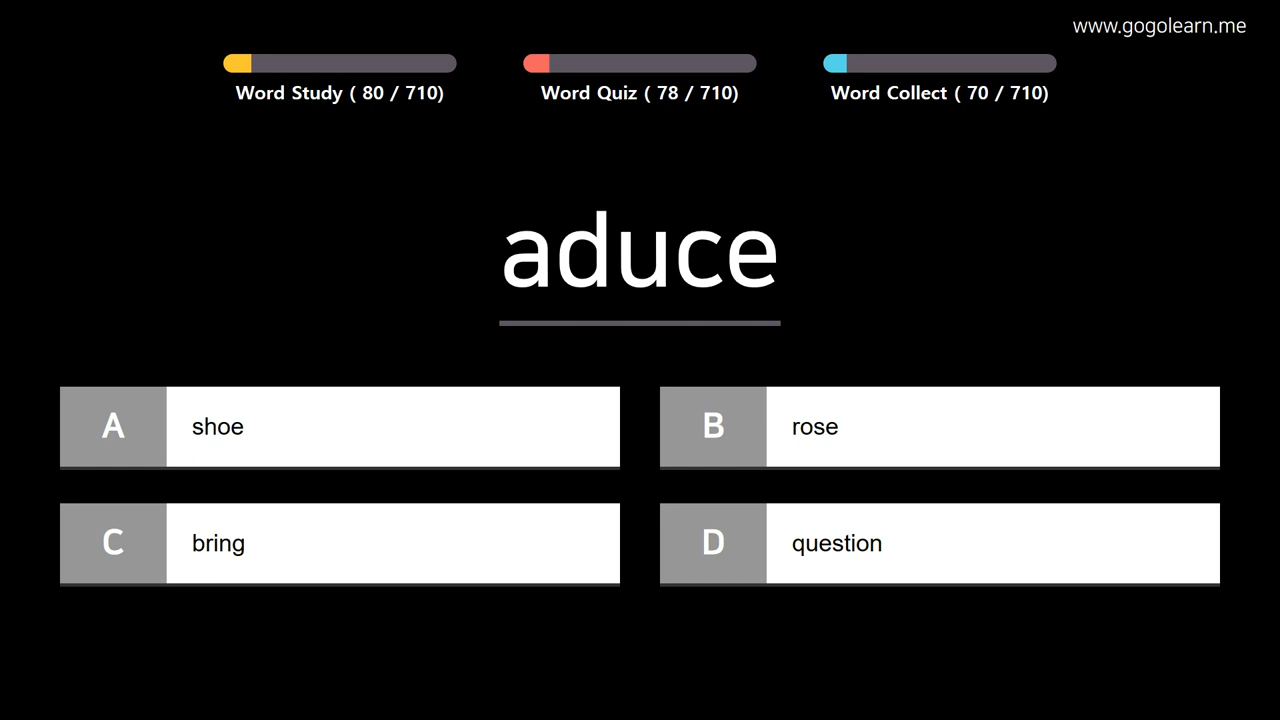 www.gogolearn.me
Word Study ( 80 / 710)
Word Quiz ( 78 / 710)
Word Collect ( 70 / 710)
aduce
A shoe
B rose
C bring
D question